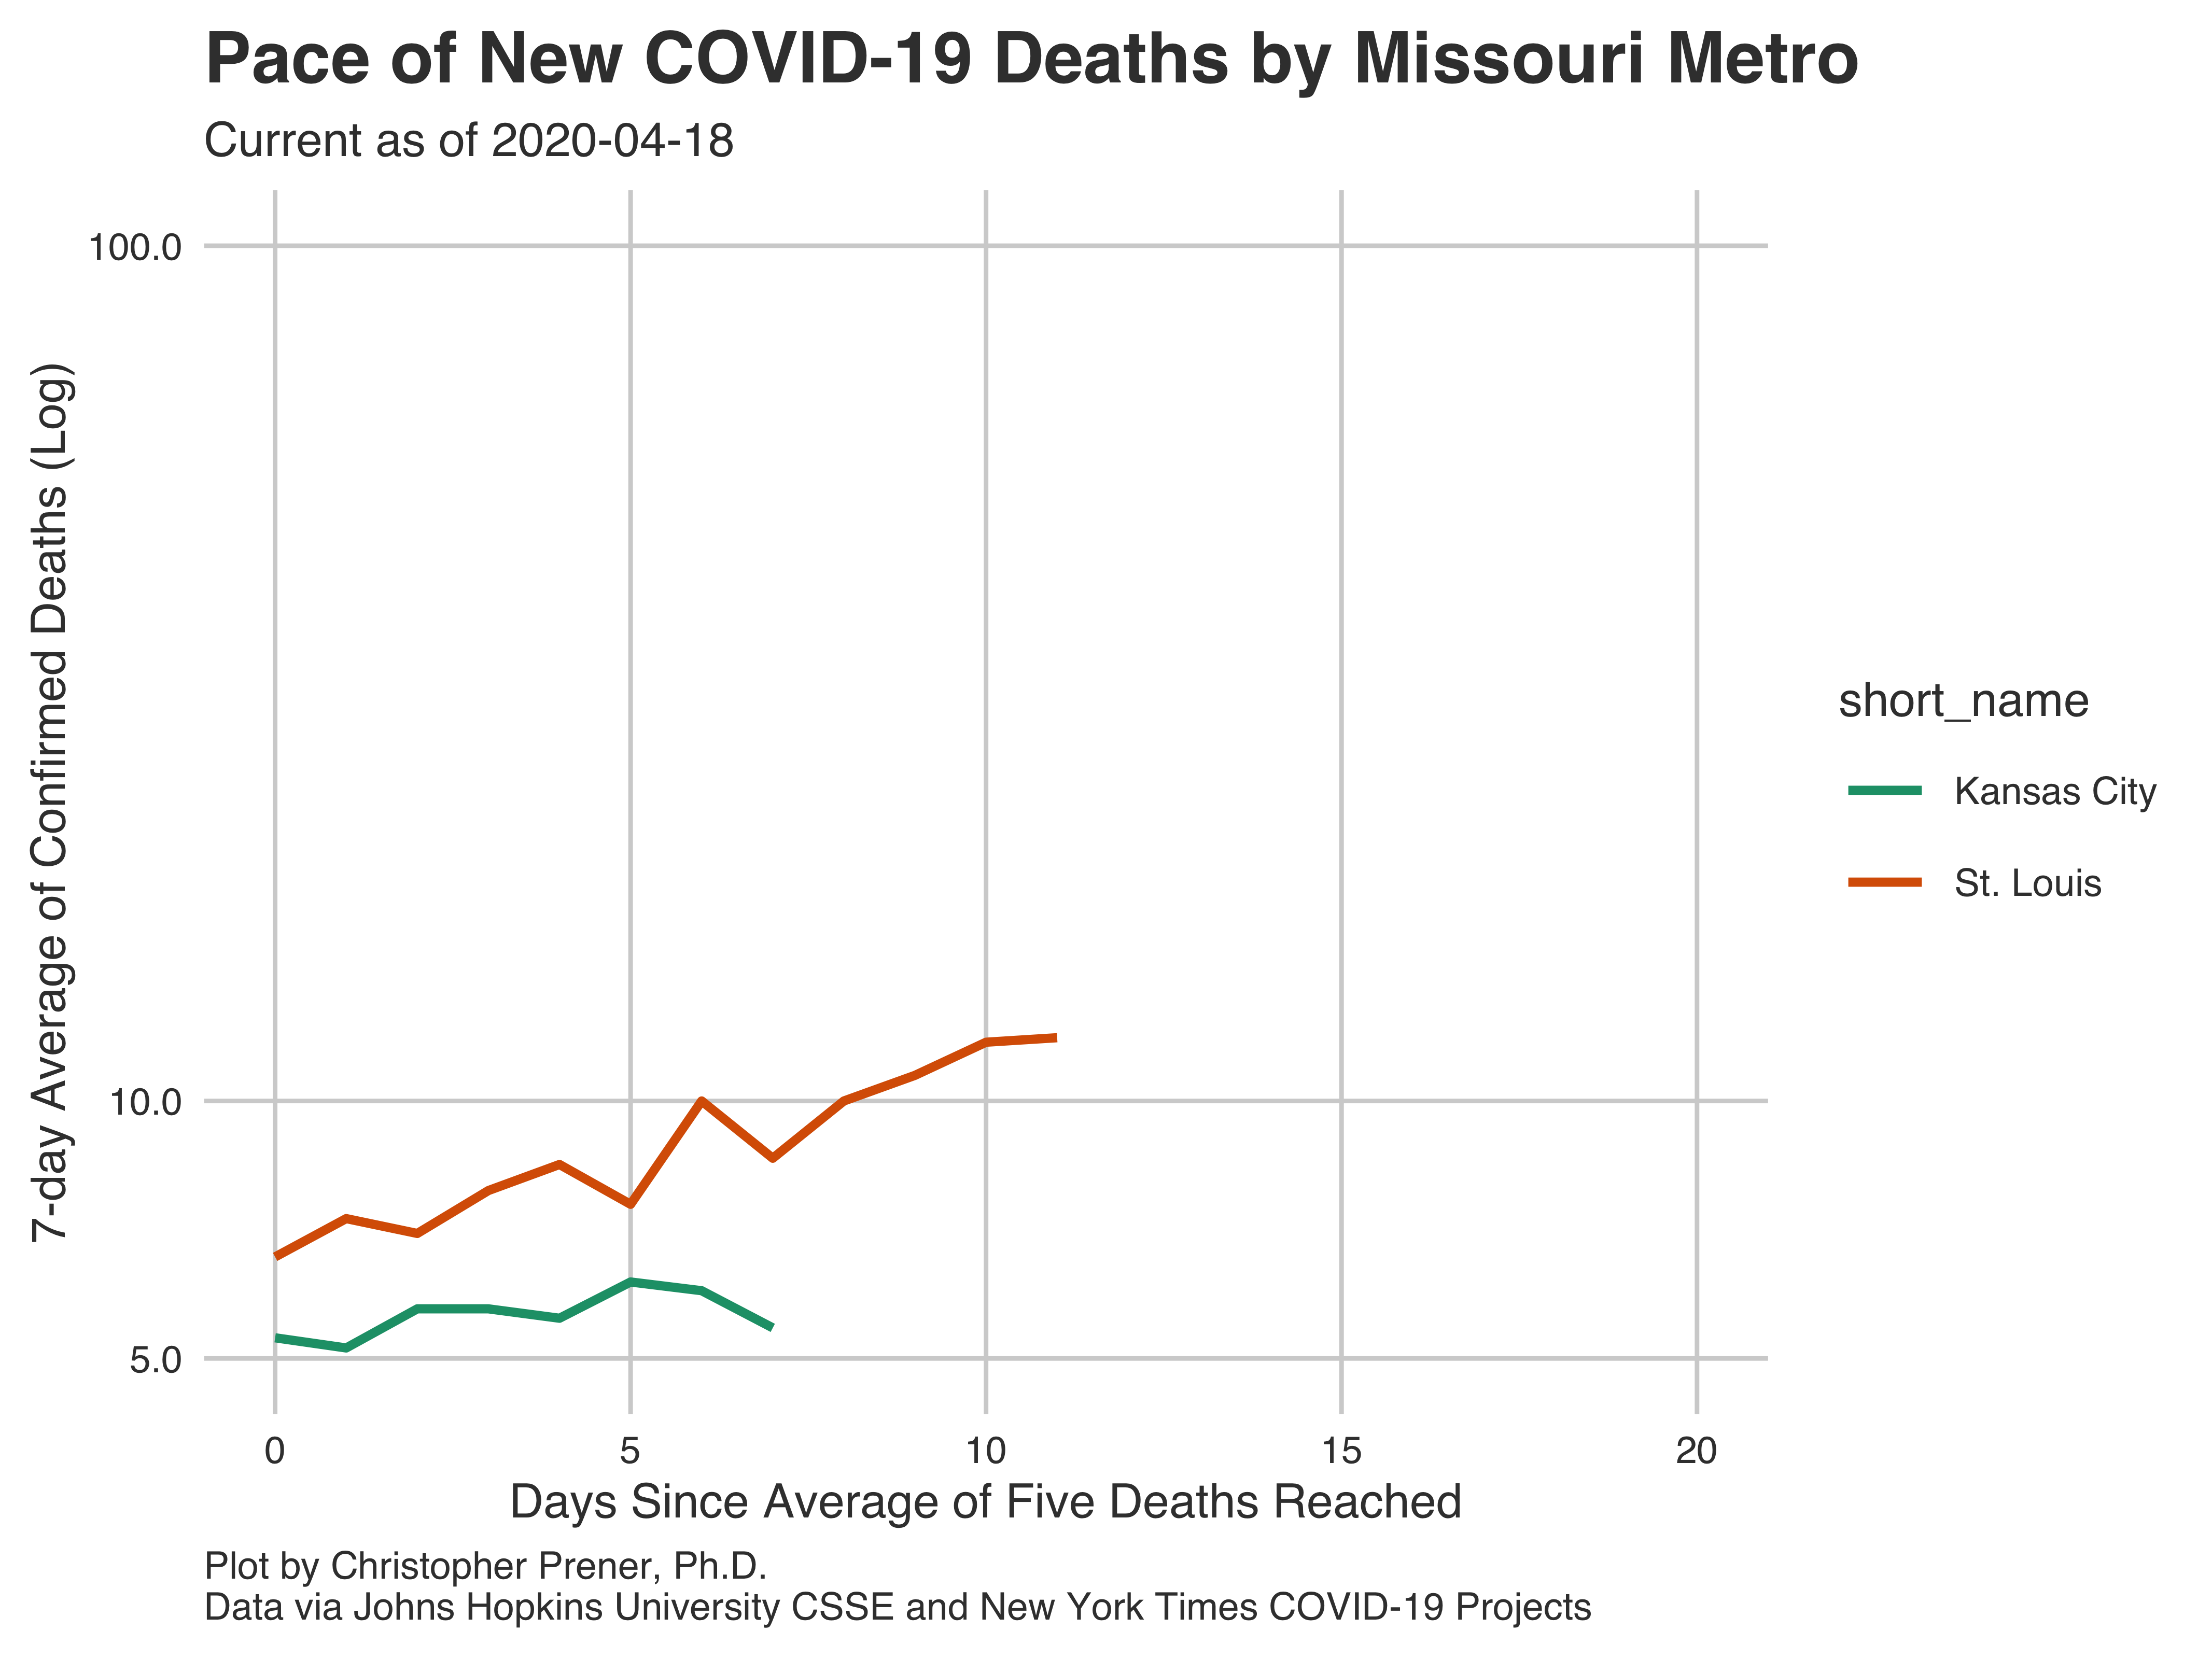 Pace of New COVID-19 Deaths by Missouri Metro
Current as of 2020-04-18
7-day Average of Confirmed Deaths (Log)
100.0
10.0
5.0
0
5
10
15
20
Days Since Average of Five Deaths Reached
short_name
Kansas City
St. Louis
Plot by Christopher Prener, Ph.D.
Data via Johns Hopkins University CSSE and New York Times COVID-19 Projects